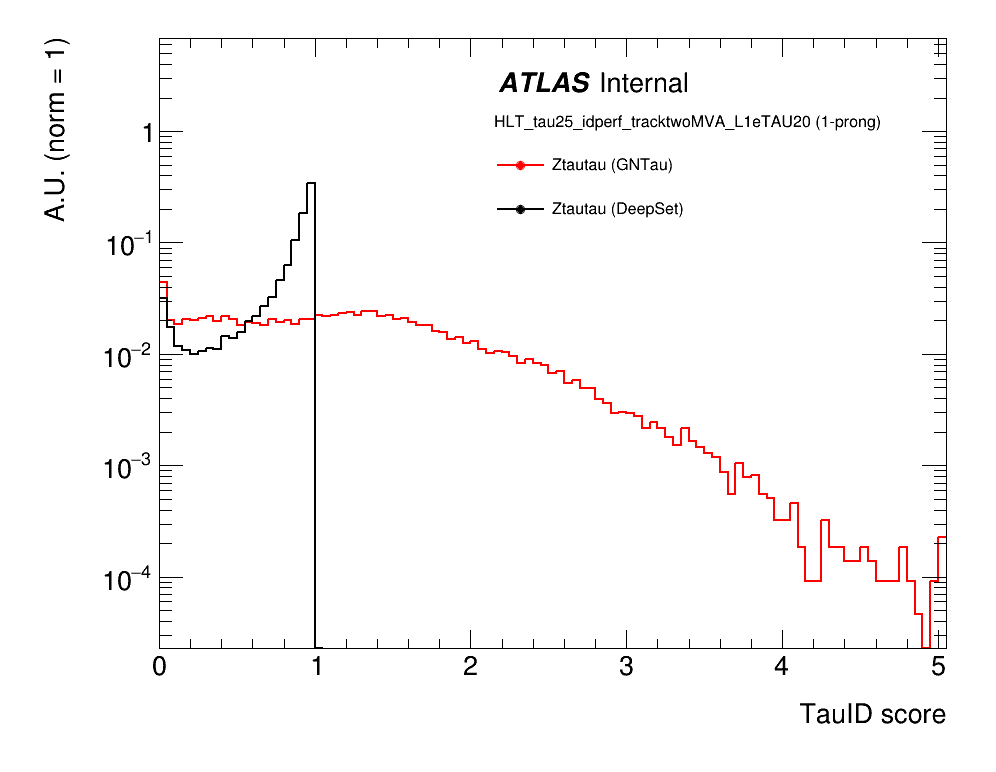 A.U. (norm = 1)
ATLAS Internal
HLT_tau25_idperf_tracktwoMVA_L1eTAU20 (1-prong)
Ztautau (GNTau)
Ztautau (DeepSet)
1
10⁻¹
10⁻²
10⁻³
10⁻⁴
0 1 2 3 4 5
TauID score